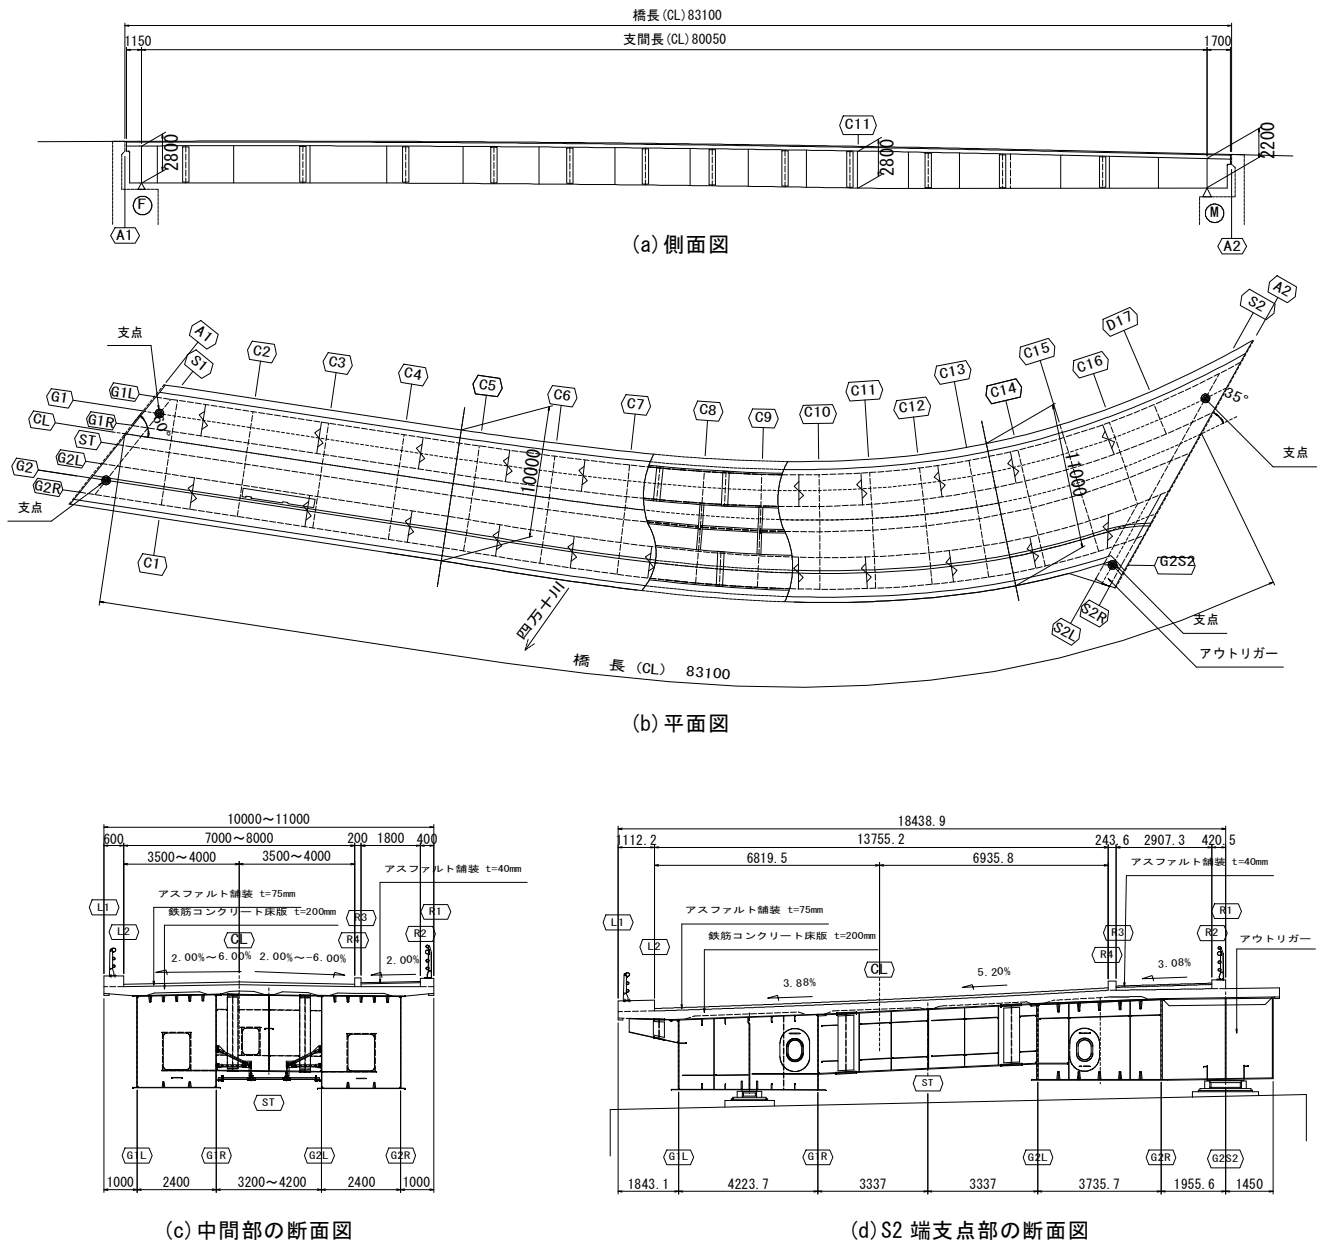 橋長(CL)83100
支間長(CL)80050
1150
1700
C11
2800
2800
2200
F
M
A1
A2
(a)側面図
支点
A1
S1
C2
C3
C4
C5
C6
C7
C8
C9
C10
C11
C12
C13
C14
C15
C16
D17
S2
A2
G1
G1L
CL
G1R
ST
G2L
G2
G2R
支点
60°
35°
支点
10000
11000
C1
G2S2
S2R
S2L
支点
アウトリガー
四万十川
橋 長 (CL) 83100
(b)平面図
10000～11000
600
7000～8000
200
1800
400
3500～4000
3500～4000
アスファルト舗装 t=40mm
アスファルト舗装 t=75mm
鉄筋コンクリート床版 t=200mm
L1
L2
CL
R3
R4
R1
R2
2.00%～6.00%
2.00%～-6.00%
2.00%
ST
G1L
G1R
G2L
G2R
1000
2400
3200～4200
2400
1000
(c)中間部の断面図
18438.9
1112.2
13755.2
243.6
2907.3
420.5
6819.5
6935.8
アスファルト舗装 t=40mm
アスファルト舗装 t=75mm
鉄筋コンクリート床版 t=200mm
L1
L2
CL
R3
R4
R1
R2
アウトリガー
3.88%
5.20%
3.08%
ST
G1L
G1R
G2L
G2R
G2S2
1843.1
4223.7
3337
3337
3735.7
1955.6
1450
(d)S2 端支点部の断面図